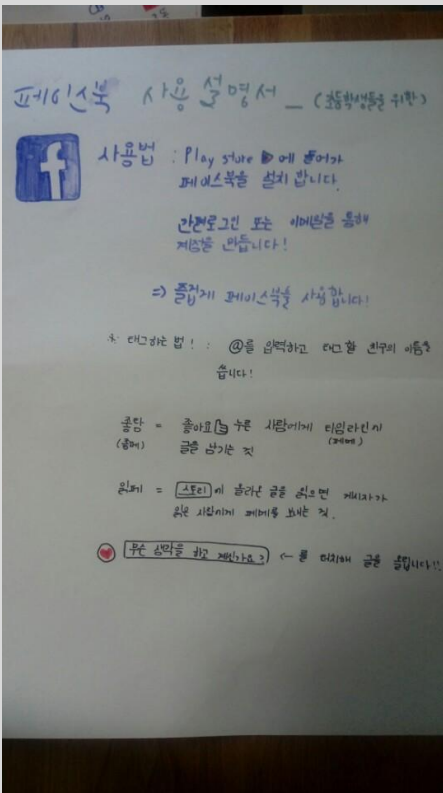 페이스북 사용 설명서 _ (초등학생들을 위한)
f
사용법 : Play store 에 들어가
페이스북을 설치 합니다.
간편로그인 또는 이메일을 통해
계정을 만듭니다!
⇒ 즐겁게 페이스북을 사용합니다!
※ 태그하는 법! : @를 입력하고 태그할 친구의 이름을
씁니다!
좋탐 = 좋아요 누른 사람에게 타임라인에
(좋페) 글을 남기는 것 (페메)
읽페 = 스토리에 올라온 글을 읽으면 게시자가
읽은 사람에게 페메를 보내는 것.
무슨 생각을 하고 계신가요? ← 를 터치해 글을 올립니다!!